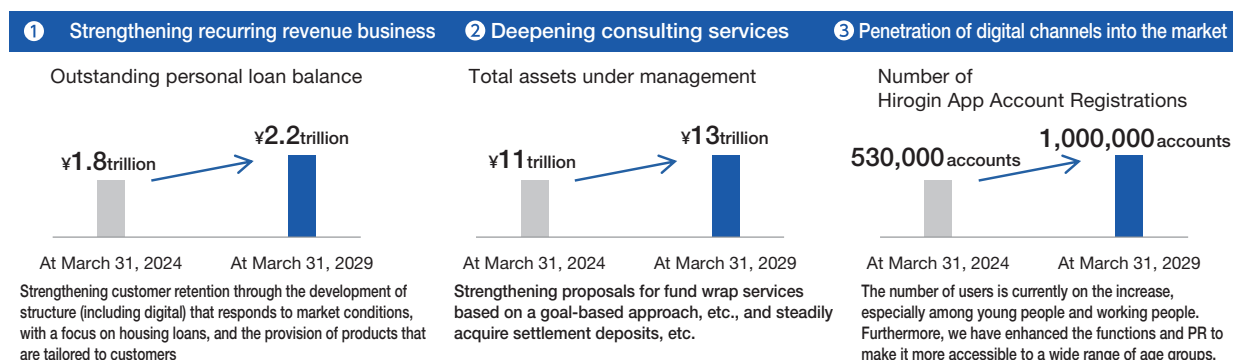 ❶ Strengthening recurring revenue business
Outstanding personal loan balance
¥1.8trillion
¥2.2trillion
At March 31, 2024
At March 31, 2029
Strengthening customer retention through the development of
structure (including digital) that responds to market conditions,
with a focus on housing loans, and the provision of products that
are tailored to customers
❷ Deepening consulting services
Total assets under management
¥11trillion
¥13trillion
At March 31, 2024
At March 31, 2029
Strengthening proposals for fund wrap services
based on a goal-based approach, etc., and steadily
acquire settlement deposits, etc.
❸ Penetration of digital channels into the market
Number of
Hirogin App Account Registrations
530,000 accounts
1,000,000 accounts
At March 31, 2024
At March 31, 2029
The number of users is currently on the increase,
especially among young people and working people.
Furthermore, we have enhanced the functions and PR to
make it more accessible to a wide range of age groups.